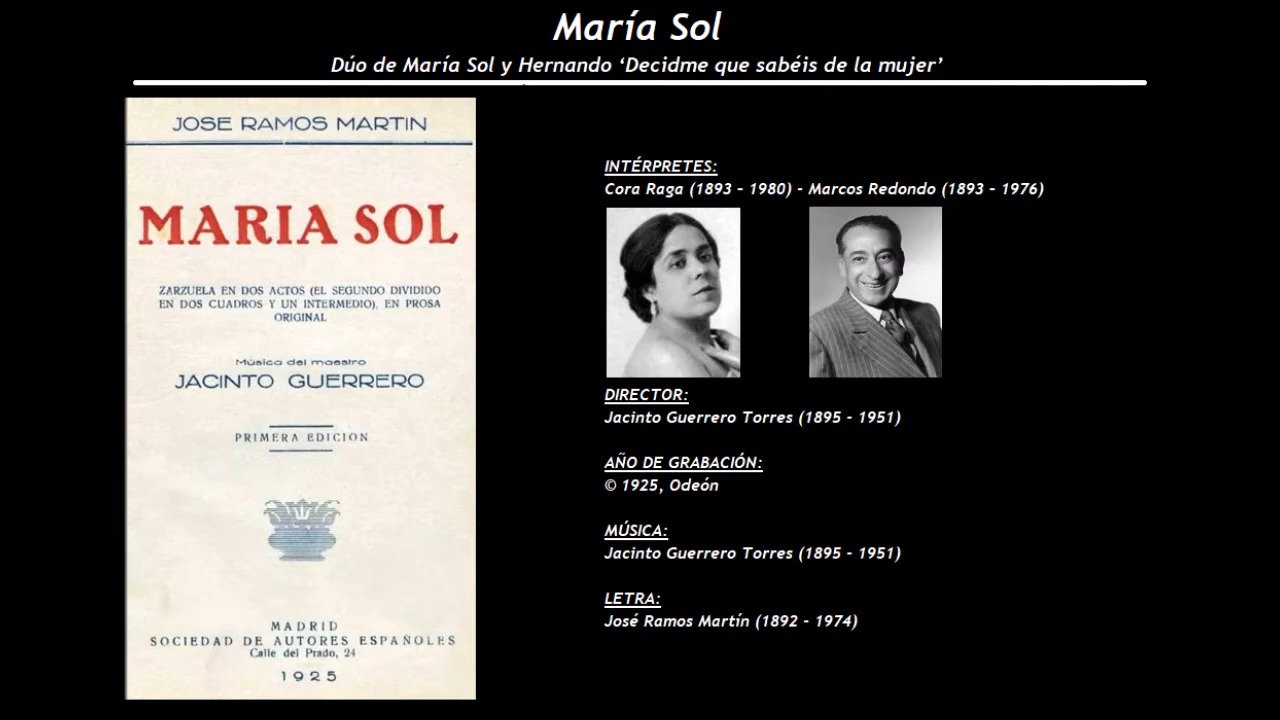 María Sol
Dúo de María Sol y Hernando ‘Decidme que sabéis de la mujer’
JOSE RAMOS MARTIN
MARIA SOL
ZARZUELA EN DOS ACTOS (EL SEGUNDO DIVIDIDO
EN DOS CUADROS Y UN INTERMEDIO), EN PROSA
ORIGINAL
Música del maestro
JACINTO GUERRERO
PRIMERA EDICION
MADRID
SOCIEDAD DE AUTORES ESPAÑOLES
Calle del Prado, 24
1925
INTÉRPRETES:
Cora Raga (1893 - 1980) - Marcos Redondo (1893 - 1976)
DIRECTOR:
Jacinto Guerrero Torres (1895 - 1951)
AÑO DE GRABACIÓN:
© 1925, Odeón
MÚSICA:
Jacinto Guerrero Torres (1895 - 1951)
LETRA:
José Ramos Martín (1892 - 1974)